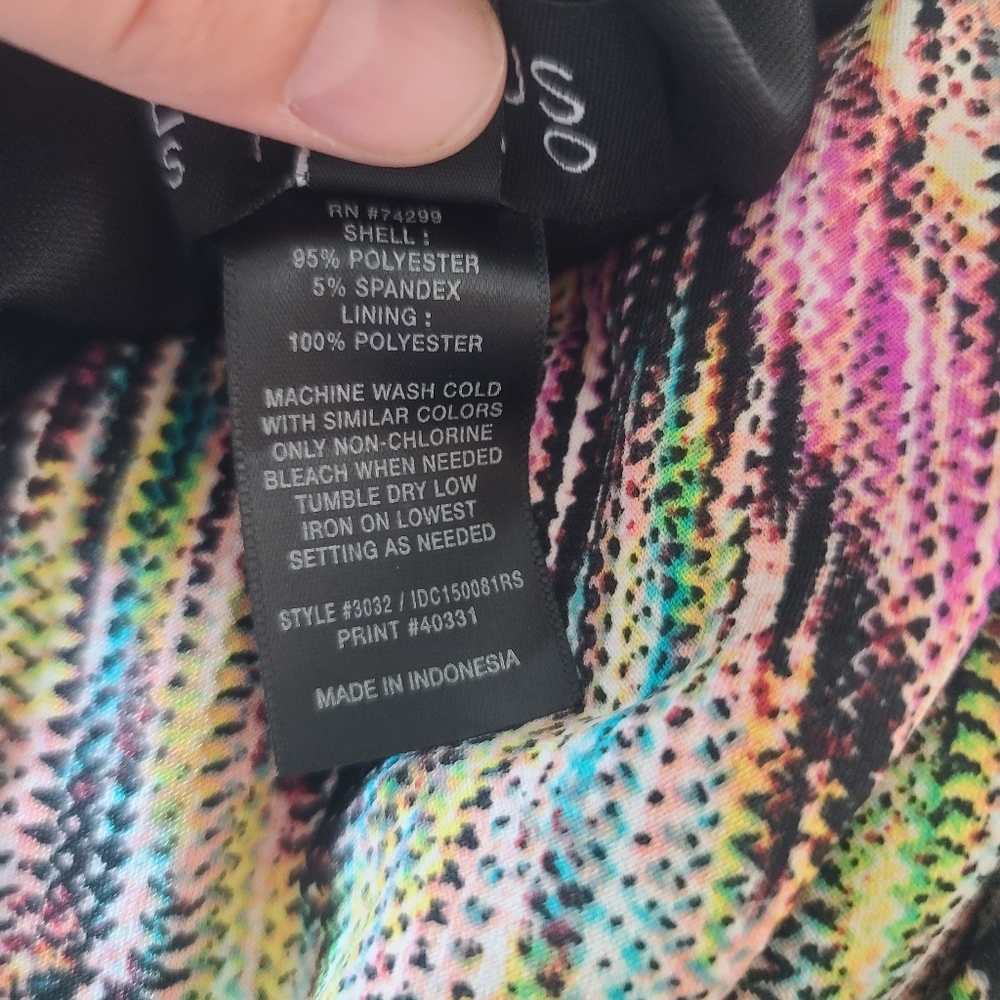 RN #74299
SHELL :
95% POLYESTER
5% SPANDEX
LINING :
100% POLYESTER
MACHINE WASH COLD
WITH SIMILAR COLORS
ONLY NON-CHLORINE
BLEACH WHEN NEEDED
TUMBLE DRY LOW
IRON ON LOWEST
SETTING AS NEEDED
STYLE #3032 / IDC150081RS
PRINT #40331
MADE IN INDONESIA